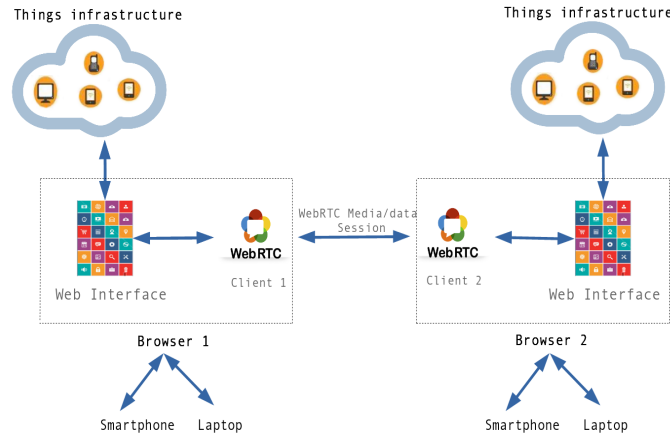 Things infrastructure
Things infrastructure
WebRTC Media/data
Session
WebRTC
WebRTC
Client 1
Client 2
Web Interface
Web Interface
Browser 1
Browser 2
Smartphone
Laptop
Smartphone
Laptop